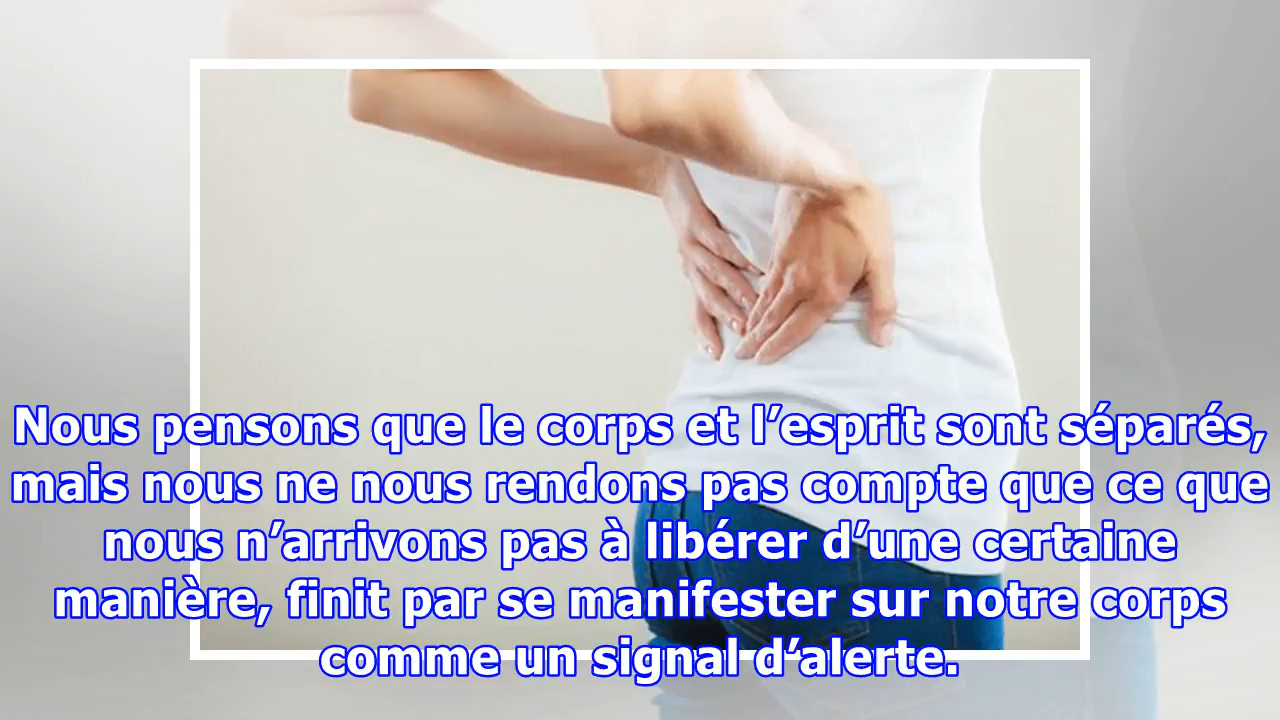 Nous pensons que le corps et l’esprit sont séparés,
mais nous ne nous rendons pas compte que ce que
nous n’arrivons pas à libérer d’une certaine
manière, finit par se manifester sur notre corps
comme un signal d’alerte.